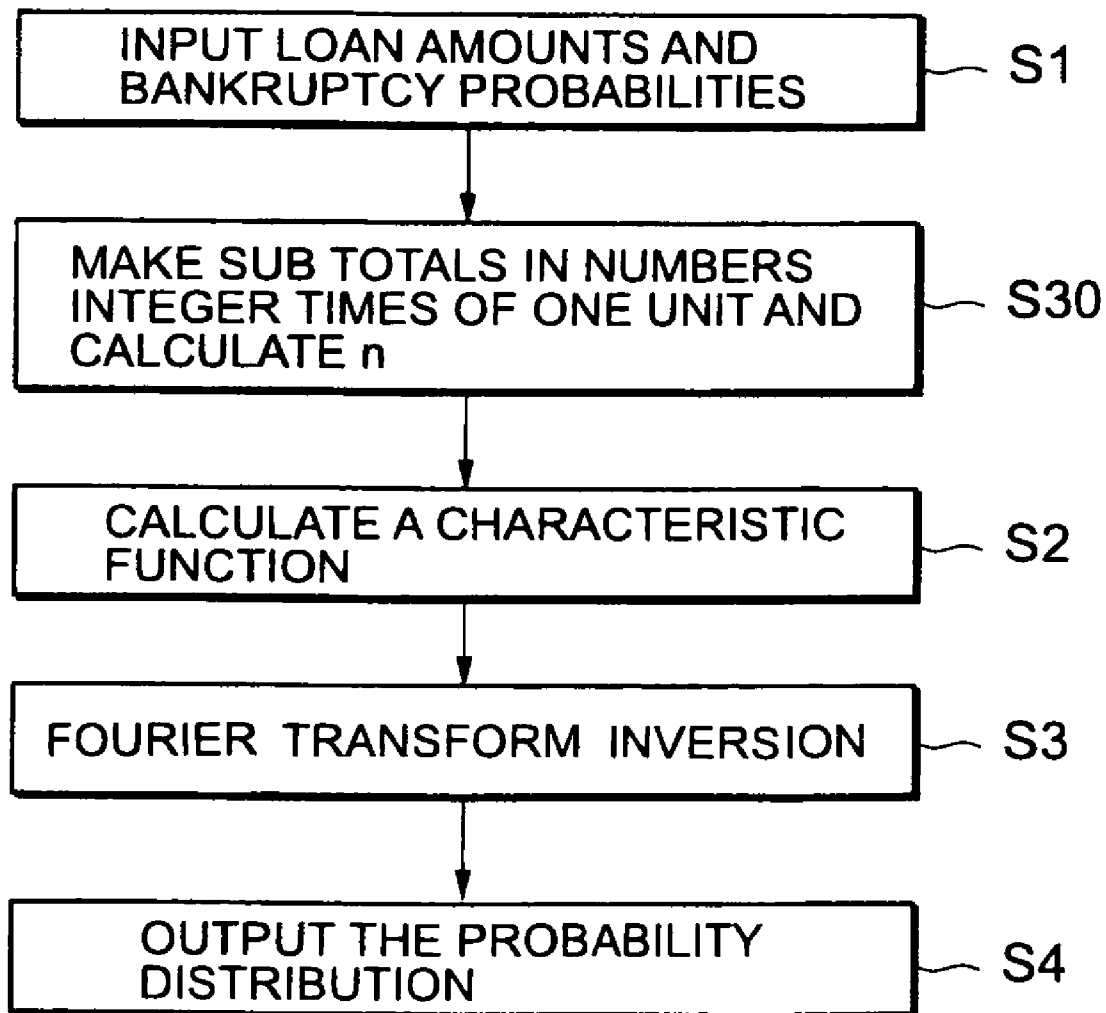 INPUT LOAN AMOUNTS AND
BANKRUPTCY PROBABILITIES
S1
MAKE SUB TOTALS IN NUMBERS
INTEGER TIMES OF ONE UNIT AND
CALCULATE n
S30
CALCULATE A CHARACTERISTIC
FUNCTION
S2
FOURIER TRANSFORM INVERSION
S3
OUTPUT THE PROBABILITY
DISTRIBUTION
S4